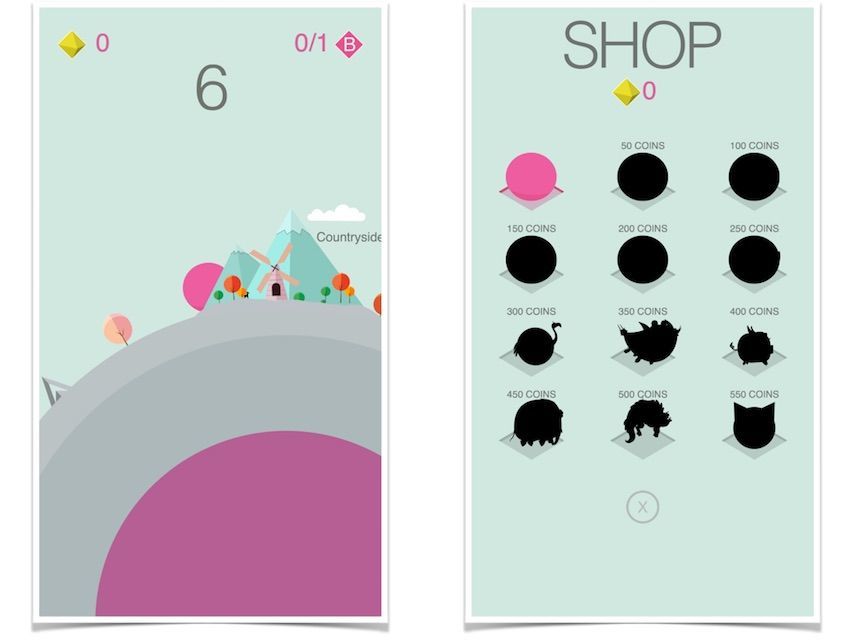 0
0/1 B
6
Countryside
SHOP
0
50 COINS
100 COINS
150 COINS
200 COINS
250 COINS
300 COINS
350 COINS
400 COINS
450 COINS
500 COINS
550 COINS
X